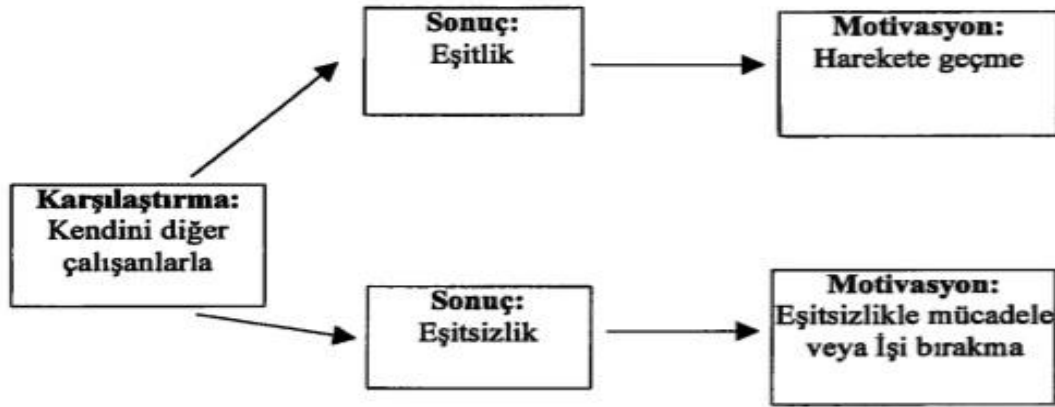 Sonuç:
Eşitlik
Motivasyon:
Harekete geçme
Karşılaştırma:
Kendini diğer
çalışanlarla
Sonuç:
Eşitsizlik
Motivasyon:
Eşitsizlikle mücadele
veya İşi bırakma